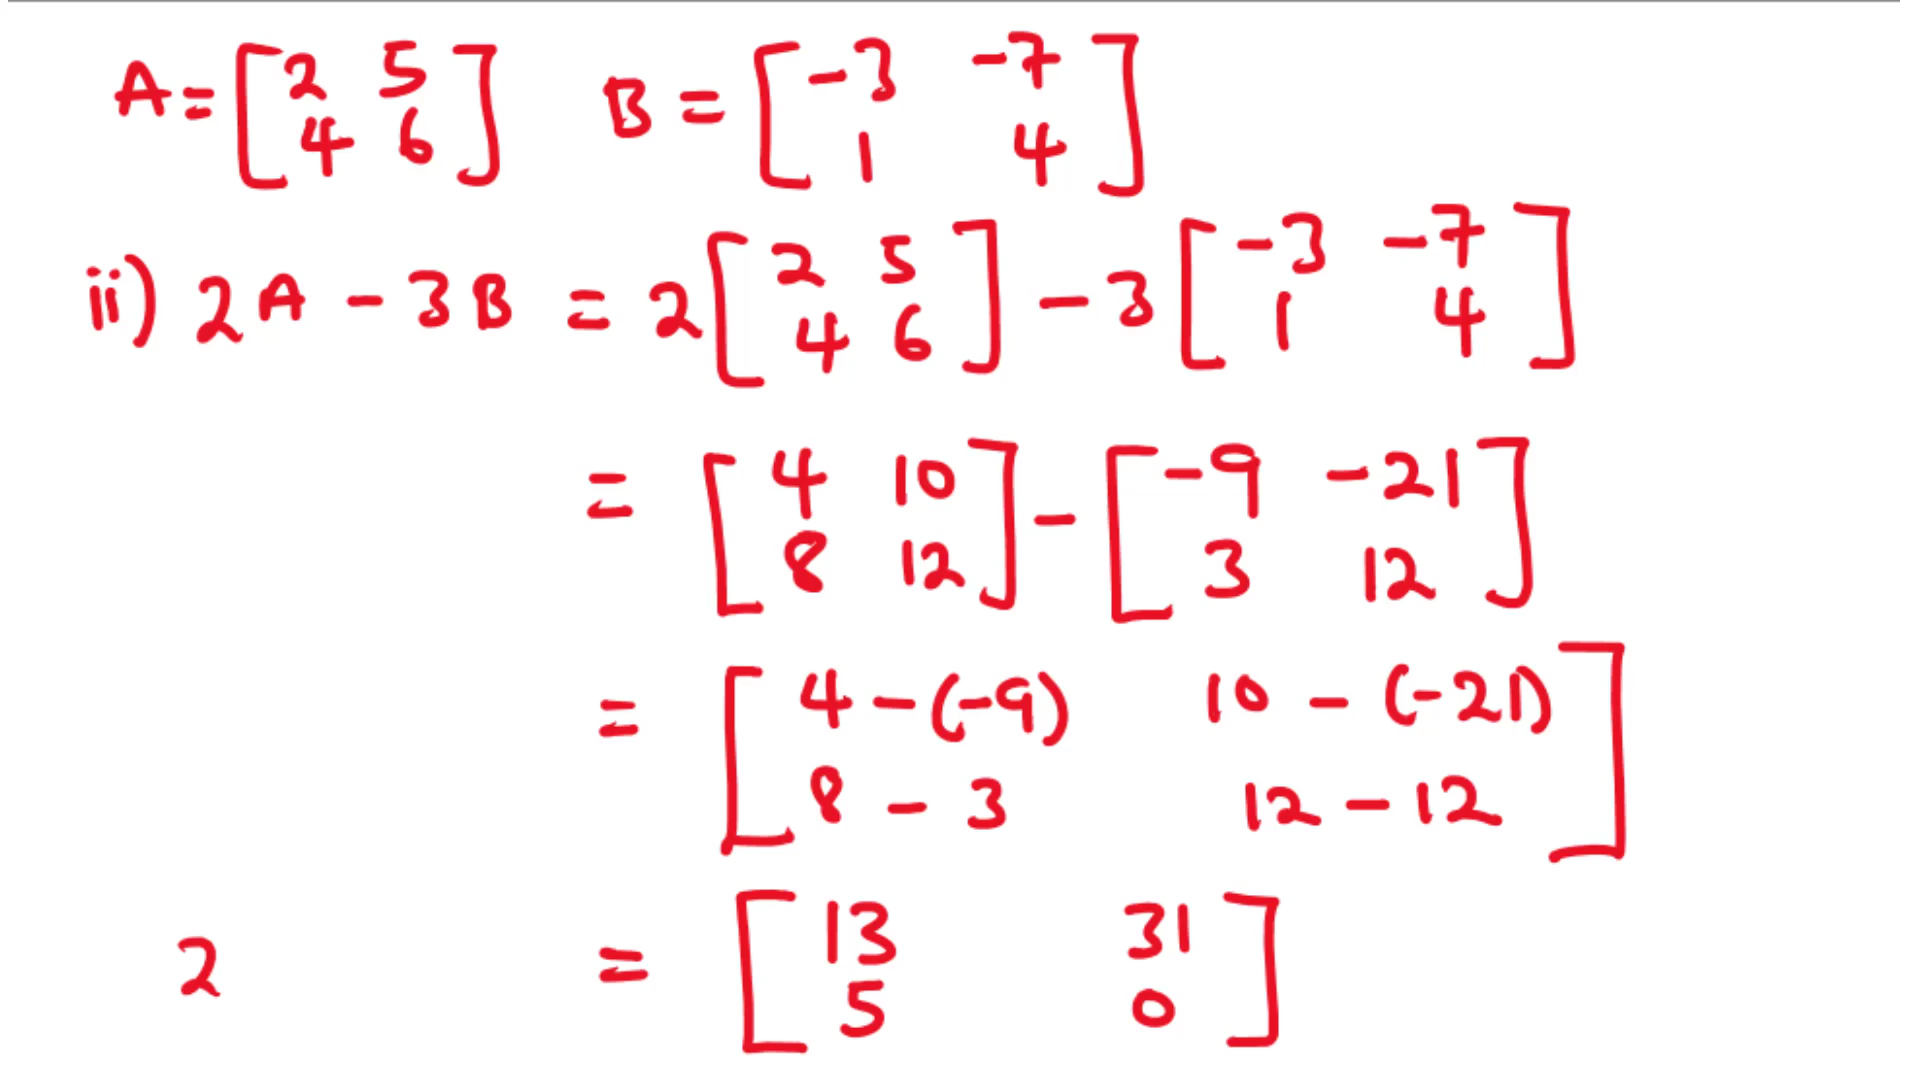 A = [2 5] B = [-3 -7]
[4 6] [1 4]
ii) 2A - 3B = 2[2 5] - 3[-3 -7]
[4 6] [1 4]
= [4 10] - [-9 -21]
[8 12] [3 12]
= [4-(-9) 10-(-21)]
[8-3 12-12]
2 = [13 31]
[5 0]